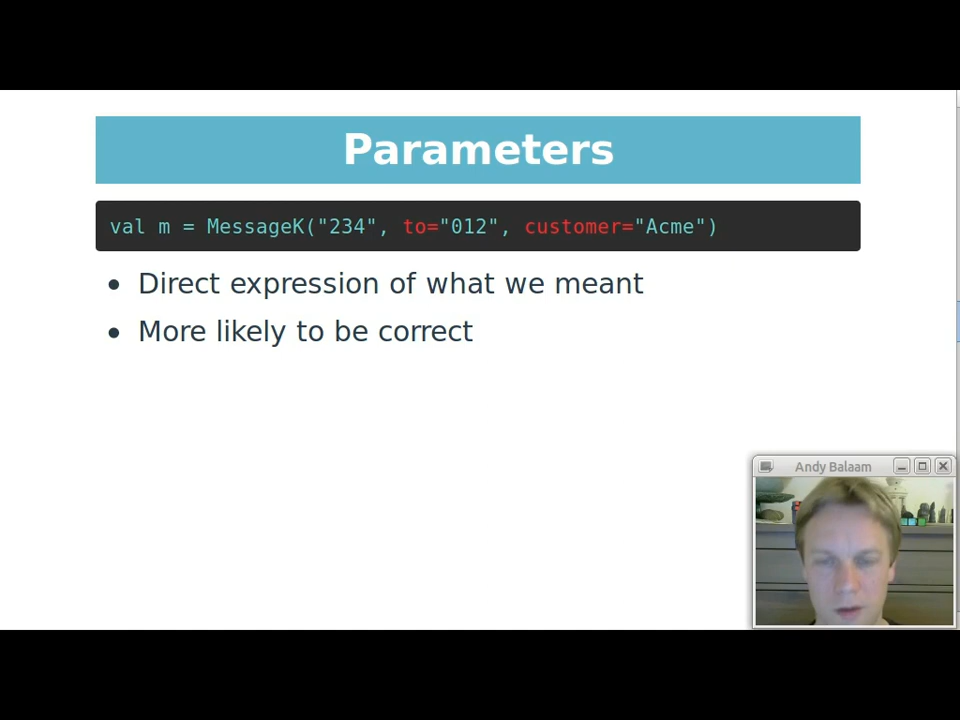 Parameters
val m = MessageK("234", to="012", customer="Acme")
Direct expression of what we meant
More likely to be correct
Andy Balaam